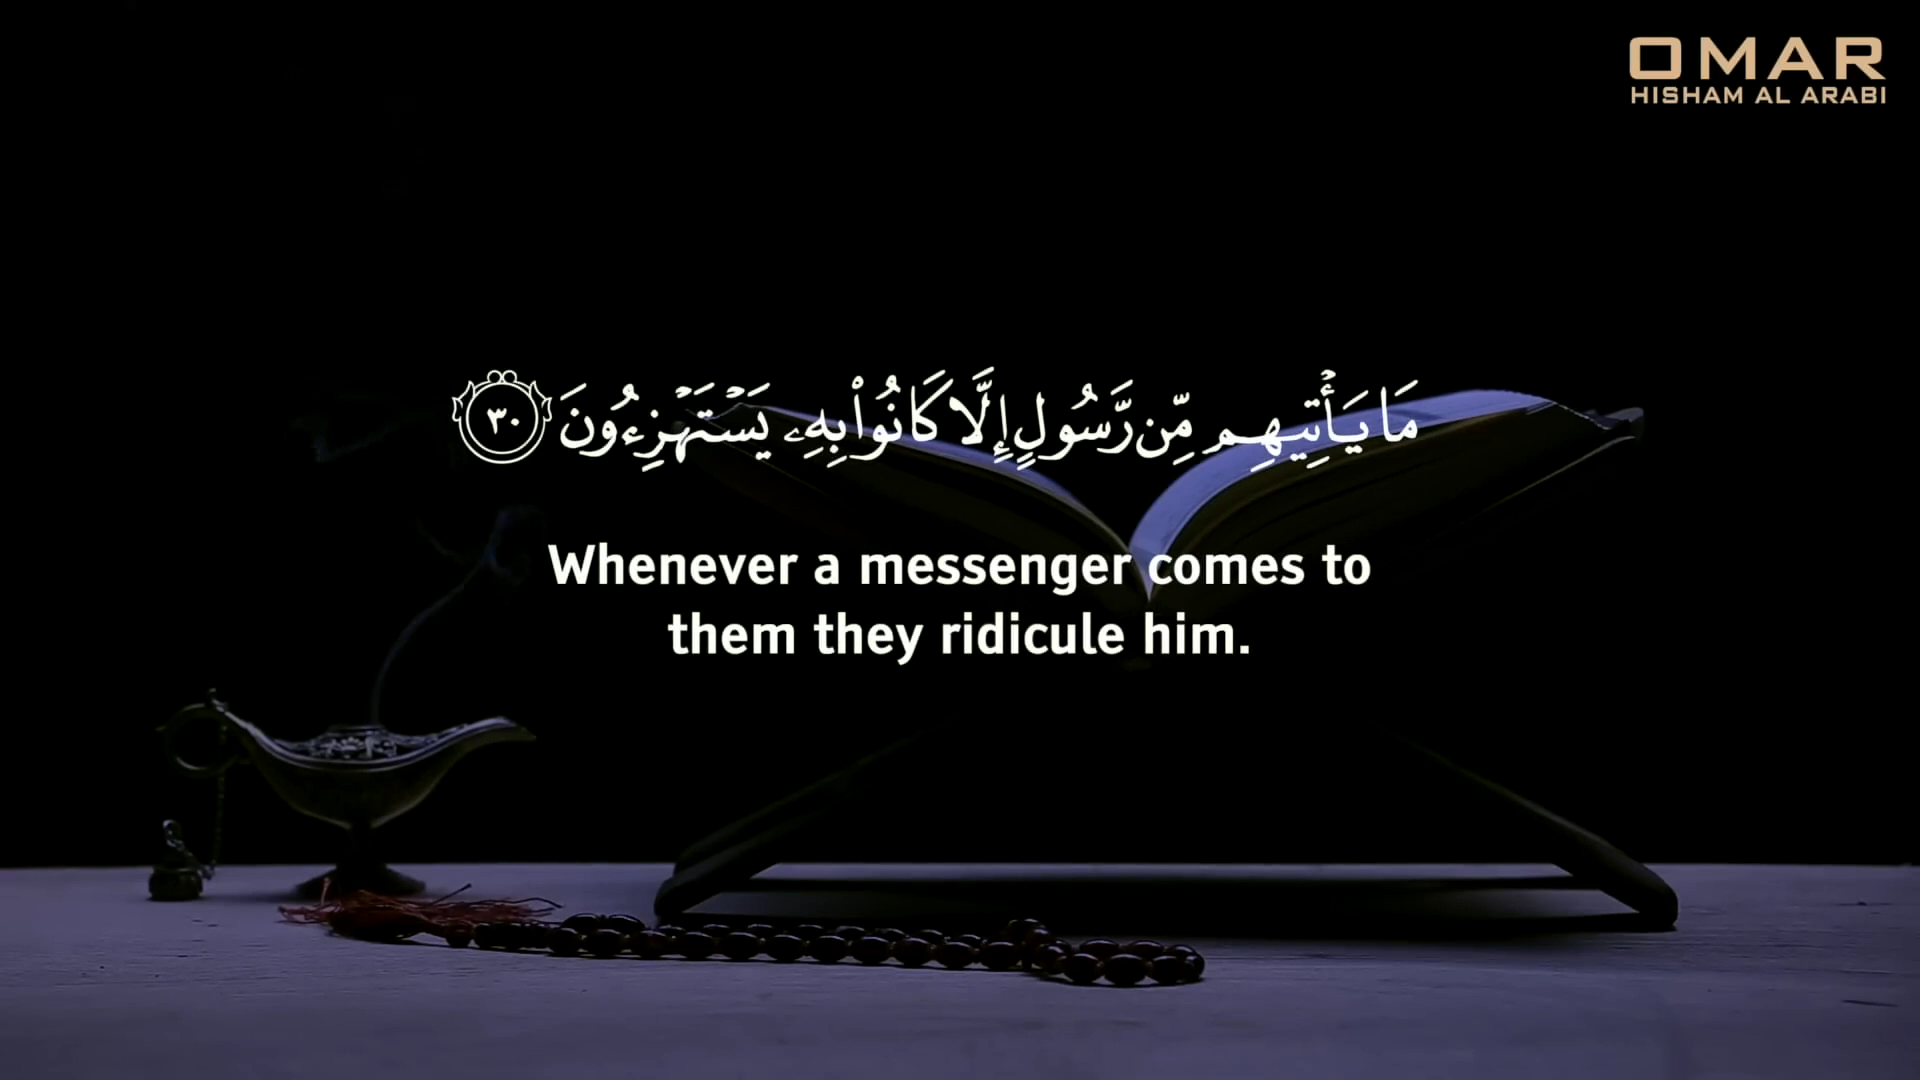 OMAR
HISHAM AL ARABI
مَا يَأْتِيهِم مِّن رَّسُولٍ إِلَّا كَانُوا۟ بِهِۦ يَسْتَهْزِءُونَ ٣٠
Whenever a messenger comes to
them they ridicule him.